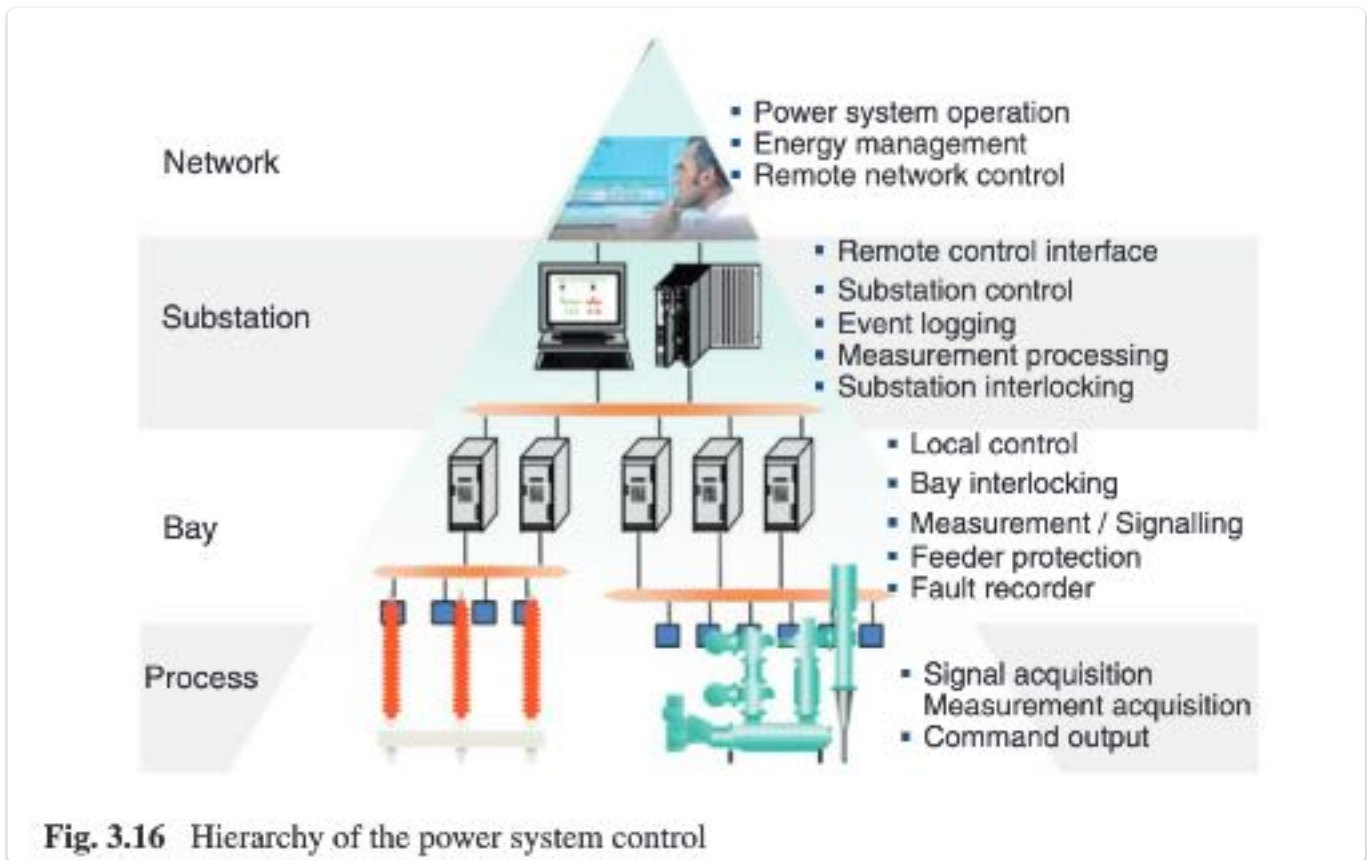 Network
▪ Power system operation
▪ Energy management
▪ Remote network control
Substation
▪ Remote control interface
▪ Substation control
▪ Event logging
▪ Measurement processing
▪ Substation interlocking
Bay
▪ Local control
▪ Bay interlocking
▪ Measurement / Signalling
▪ Feeder protection
▪ Fault recorder
Process
▪ Signal acquisition
Measurement acquisition
▪ Command output
Fig. 3.16 Hierarchy of the power system control